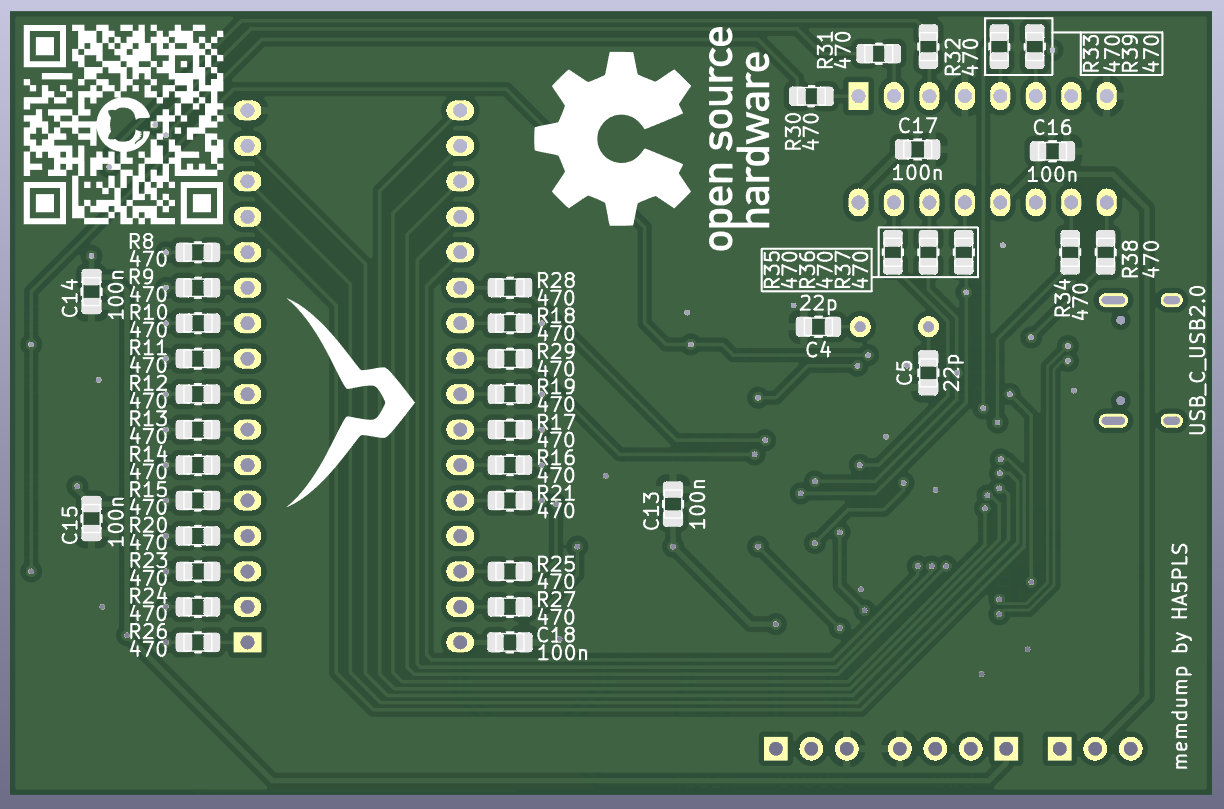 open source
hardware
R31
470
R32
470
R33
470
R39
470
R30
470
C17
100n
C16
100n
R8
470
R9
470
R10
470
R11
470
R12
470
R13
470
R14
470
R15
470
R20
470
R23
470
R24
470
R26
470
C14
100n
C15
100n
R28
470
R18
470
R29
470
R19
470
R17
470
R16
470
R21
470
R25
470
R27
470
C18
100n
R35
470
R36
470
R37
470
22p
C4
C5
22p
R34
470
R38
470
USB_C_USB2.0
C13
100n
memdump by HA5PLS